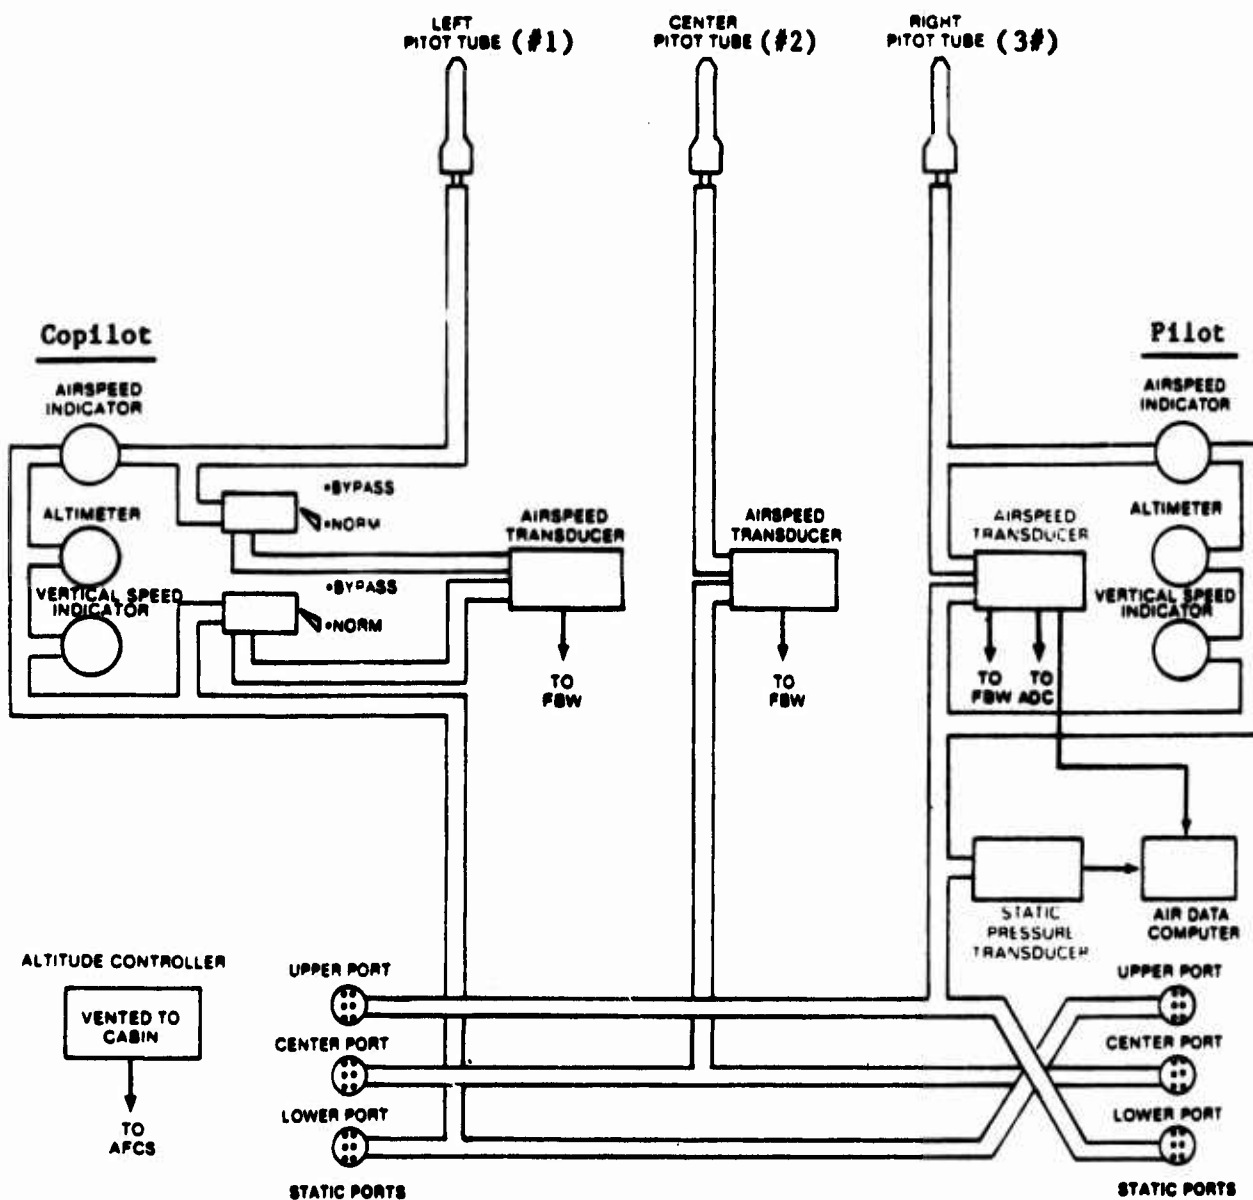 LEFT
PITOT TUBE (#1)
CENTER
PITOT TUBE (#2)
RIGHT
PITOT TUBE (3#)
Copilot
Pilot
AIRSPEED
INDICATOR
AIRSPEED
INDICATOR
•BYPASS
•NORM
ALTIMETER
AIRSPEED
TRANSDUCER
AIRSPEED
TRANSDUCER
AIRSPEED
TRANSDUCER
ALTIMETER
•BYPASS
•NORM
VERTICAL SPEED
INDICATOR
VERTICAL SPEED
INDICATOR
TO
FBW
TO
FBW
TO
FBW
TO
ADC
STATIC
PRESSURE
TRANSDUCER
AIR DATA
COMPUTER
ALTITUDE CONTROLLER
VENTED TO
CABIN
TO
AFCS
UPPER PORT
CENTER PORT
LOWER PORT
STATIC PORTS
UPPER PORT
CENTER PORT
LOWER PORT
STATIC PORTS